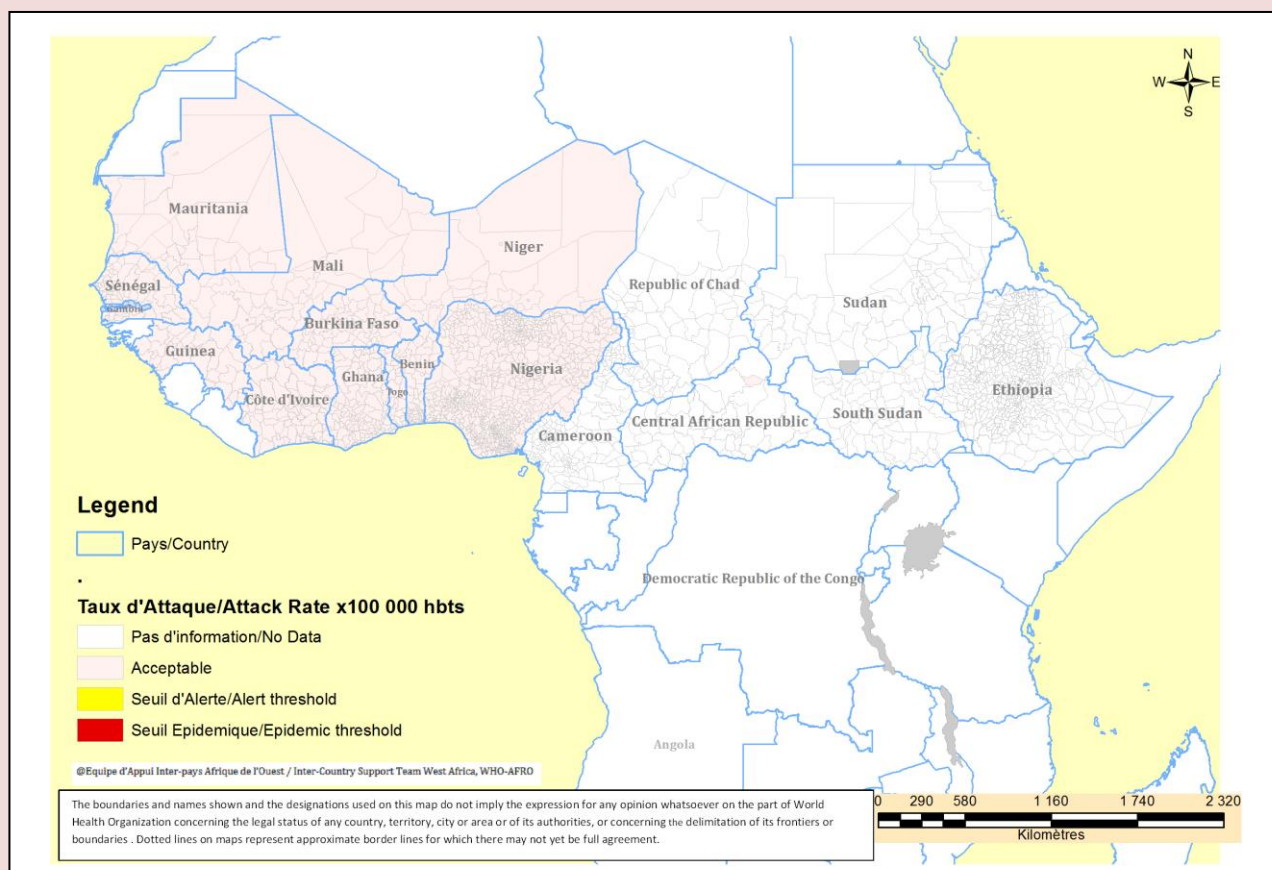 N
W E
S
Mauritania
Mali
Niger
Sénégal
Gambia
Republic of Chad
Sudan
Burkina Faso
Guinea
Benin
Ghana
Nigeria
Togo
Côte d'Ivoire
Ethiopia
Central African Republic
South Sudan
Cameroon
Democratic Republic of the Congo
Angola
Legend
Pays/Country
.
Taux d'Attaque/Attack Rate x100 000 hbts
Pas d'information/No Data
Acceptable
Seuil d'Alerte/Alert threshold
Seuil Epidemique/Epidemic threshold
@Equipe d'Appui Inter-pays Afrique de l'Ouest / Inter-Country Support Team West Africa, WHO-AFRO
The boundaries and names shown and the designations used on this map do not imply the expression for any opinion whatsoever on the part of World
Health Organization concerning the legal status of any country, territory, city or area or of its authorities, or concerning the delimitation of its frontiers or
boundaries . Dotted lines on maps represent approximate border lines for which there may not yet be full agreement.
0 290 580 1 160 1 740 2 320
Kilomètres